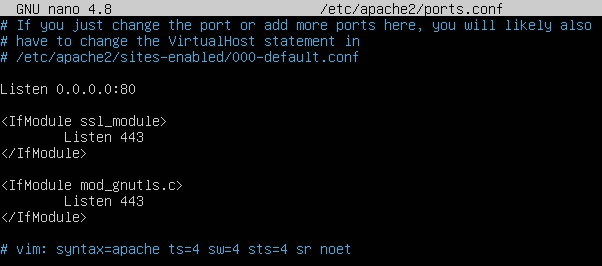 GNU nano 4.8 /etc/apache2/ports.conf
# If you just change the port or add more ports here, you will likely also
# have to change the VirtualHost statement in
# /etc/apache2/sites-enabled/000-default.conf
Listen 0.0.0.0:80
<IfModule ssl_module>
Listen 443
</IfModule>
<IfModule mod_gnutls.c>
Listen 443
</IfModule>
# vim: syntax=apache ts=4 sw=4 sts=4 sr noet